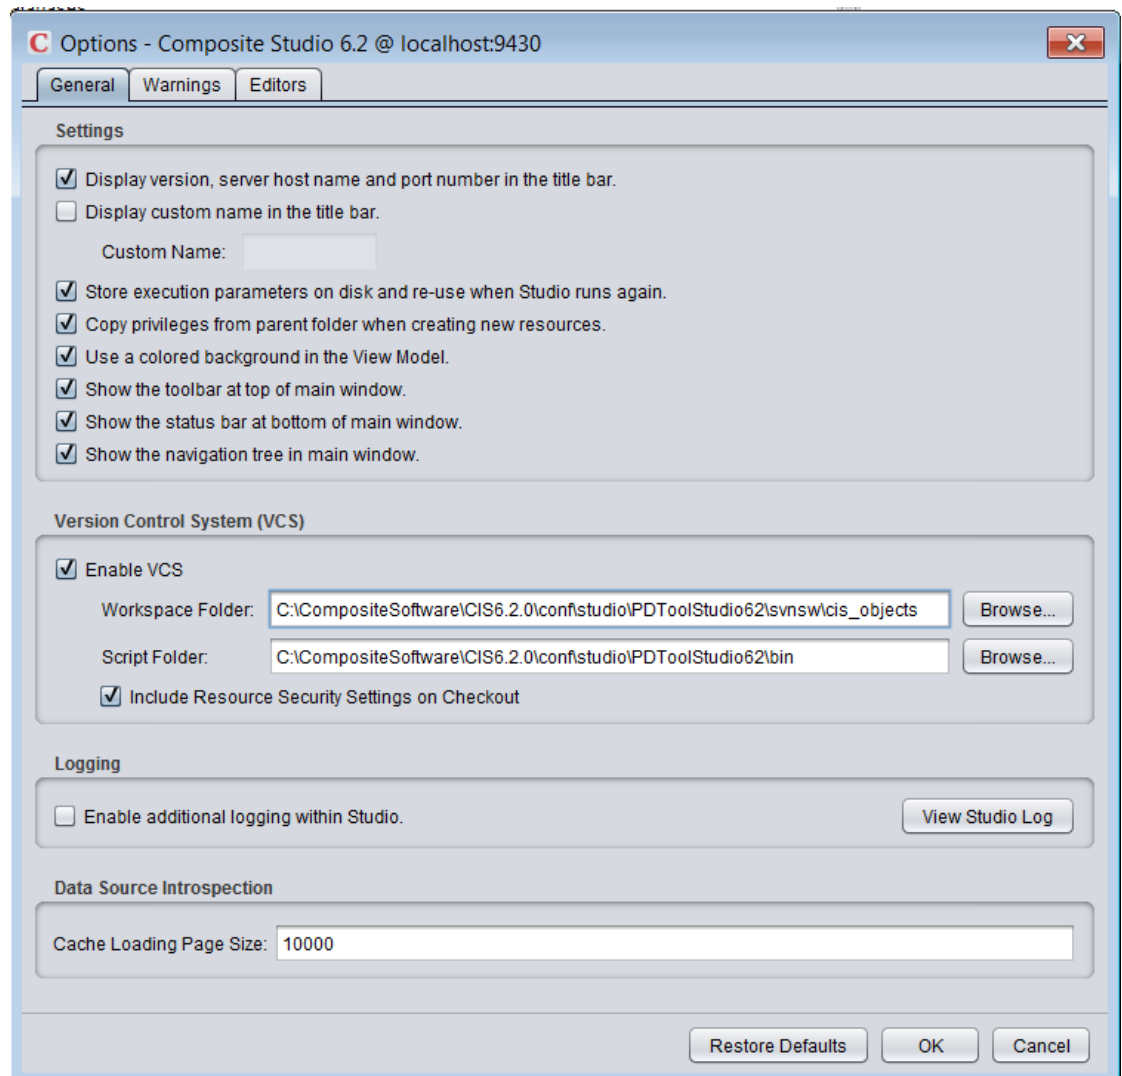 C Options - Composite Studio 6.2 @ localhost:9430
General Warnings Editors
Settings
Display version, server host name and port number in the title bar.
Display custom name in the title bar.
Custom Name:
Store execution parameters on disk and re-use when Studio runs again.
Copy privileges from parent folder when creating new resources.
Use a colored background in the View Model.
Show the toolbar at top of main window.
Show the status bar at bottom of main window.
Show the navigation tree in main window.
Version Control System (VCS)
Enable VCS
Workspace Folder: C:\CompositeSoftware\CIS6.2.0\conf\studio\PDToolStudio62\svnsw\cis_objects Browse...
Script Folder: C:\CompositeSoftware\CIS6.2.0\conf\studio\PDToolStudio62\bin Browse...
Include Resource Security Settings on Checkout
Logging
Enable additional logging within Studio. View Studio Log
Data Source Introspection
Cache Loading Page Size: 10000
Restore Defaults OK Cancel